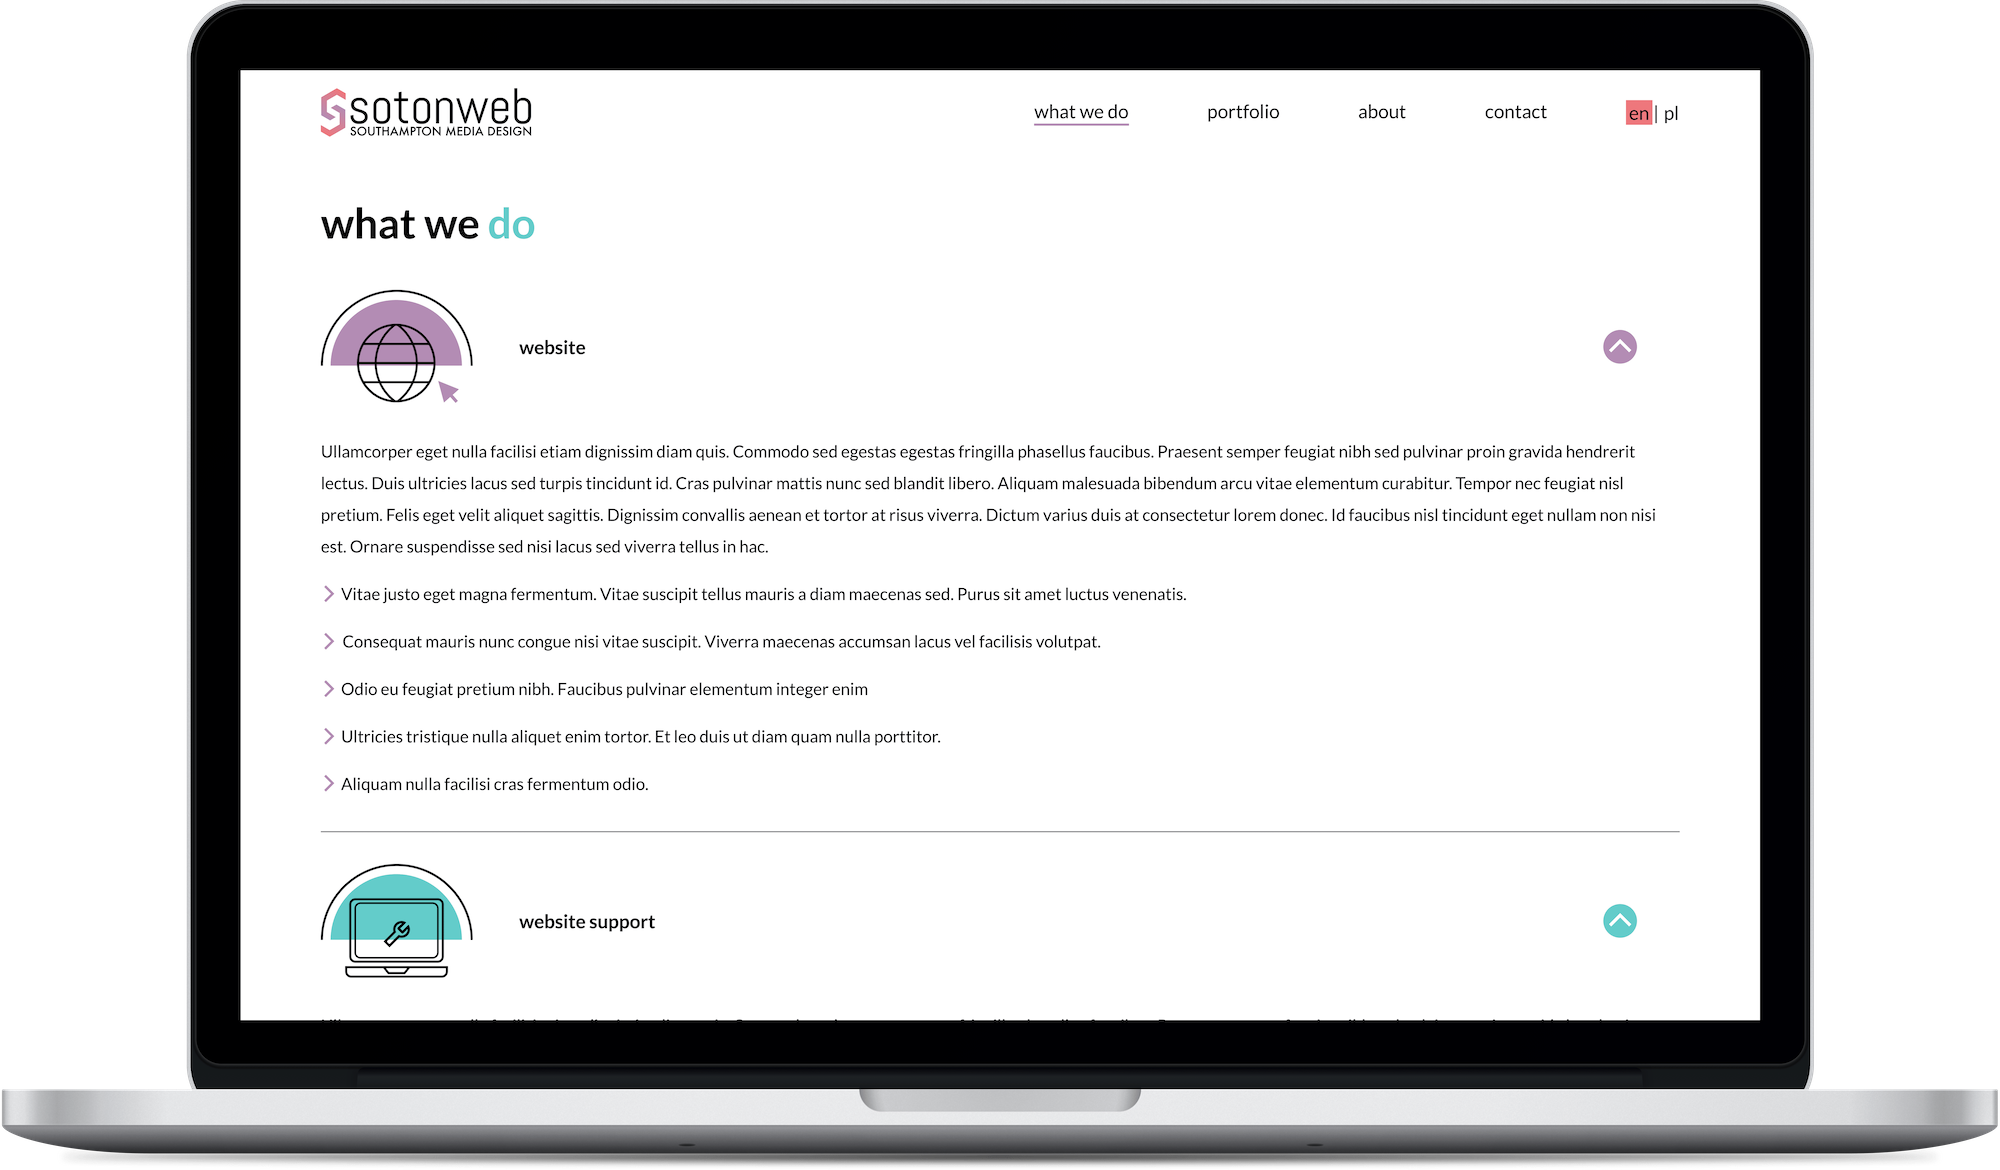 sotonweb
SOUTHAMPTON MEDIA DESIGN
what we do portfolio about contact en | pl
what we do
website
Ullamcorper eget nulla facilisi etiam dignissim diam quis. Commodo sed egestas egestas fringilla phasellus faucibus. Praesent semper feugiat nibh sed pulvinar proin gravida hendrerit
lectus. Duis ultricies lacus sed turpis tincidunt id. Cras pulvinar mattis nunc sed blandit libero. Aliquam malesuada bibendum arcu vitae elementum curabitur. Tempor nec feugiat nisl
pretium. Felis eget velit aliquet sagittis. Dignissim convallis aenean et tortor at risus viverra. Dictum varius duis at consectetur lorem donec. Id faucibus nisl tincidunt eget nullam non nisi
est. Ornare suspendisse sed nisi lacus sed viverra tellus in hac.
Vitae justo eget magna fermentum. Vitae suscipit tellus mauris a diam maecenas sed. Purus sit amet luctus venenatis.
Consequat mauris nunc congue nisi vitae suscipit. Viverra maecenas accumsan lacus vel facilisis volutpat.
Odio eu feugiat pretium nibh. Faucibus pulvinar elementum integer enim
Ultricies tristique nulla aliquet enim tortor. Et leo duis ut diam quam nulla porttitor.
Aliquam nulla facilisi cras fermentum odio.
website support